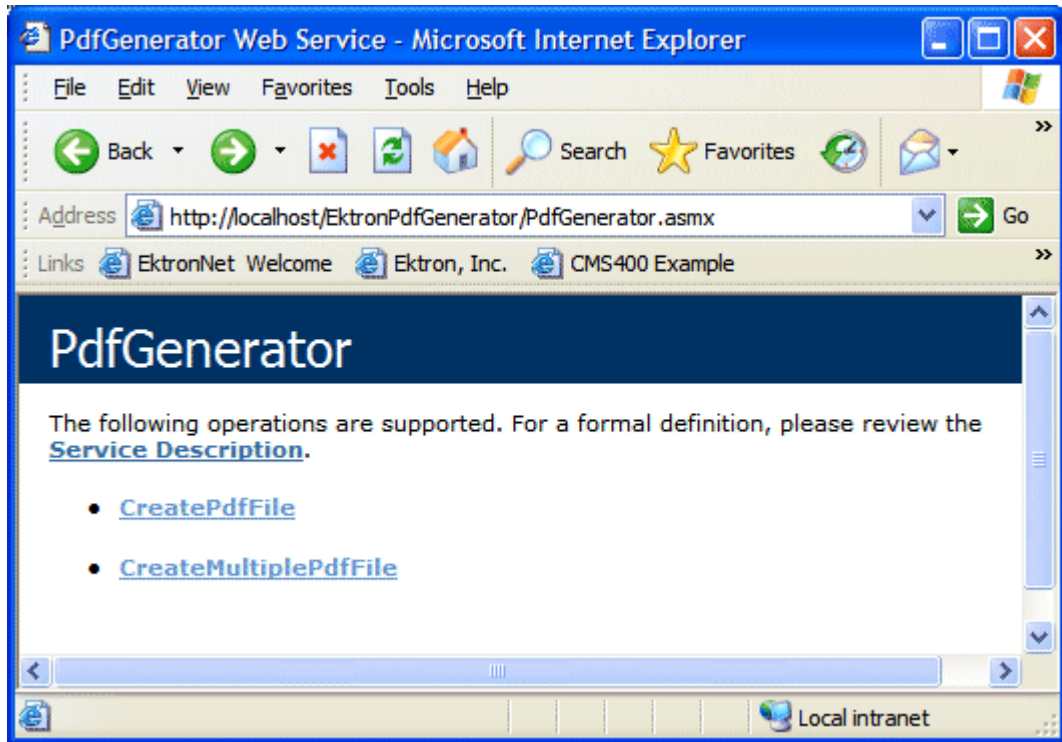 PdfGenerator Web Service - Microsoft Internet Explorer
File Edit View Favorites Tools Help
Back Search Favorites »
Address http://localhost/EktronPdfGenerator/PdfGenerator.asmx Go
Links EktronNet Welcome Ektron, Inc. CMS400 Example »
PdfGenerator
The following operations are supported. For a formal definition, please review the
Service Description.
• CreatePdfFile
• CreateMultiplePdfFile
Local intranet